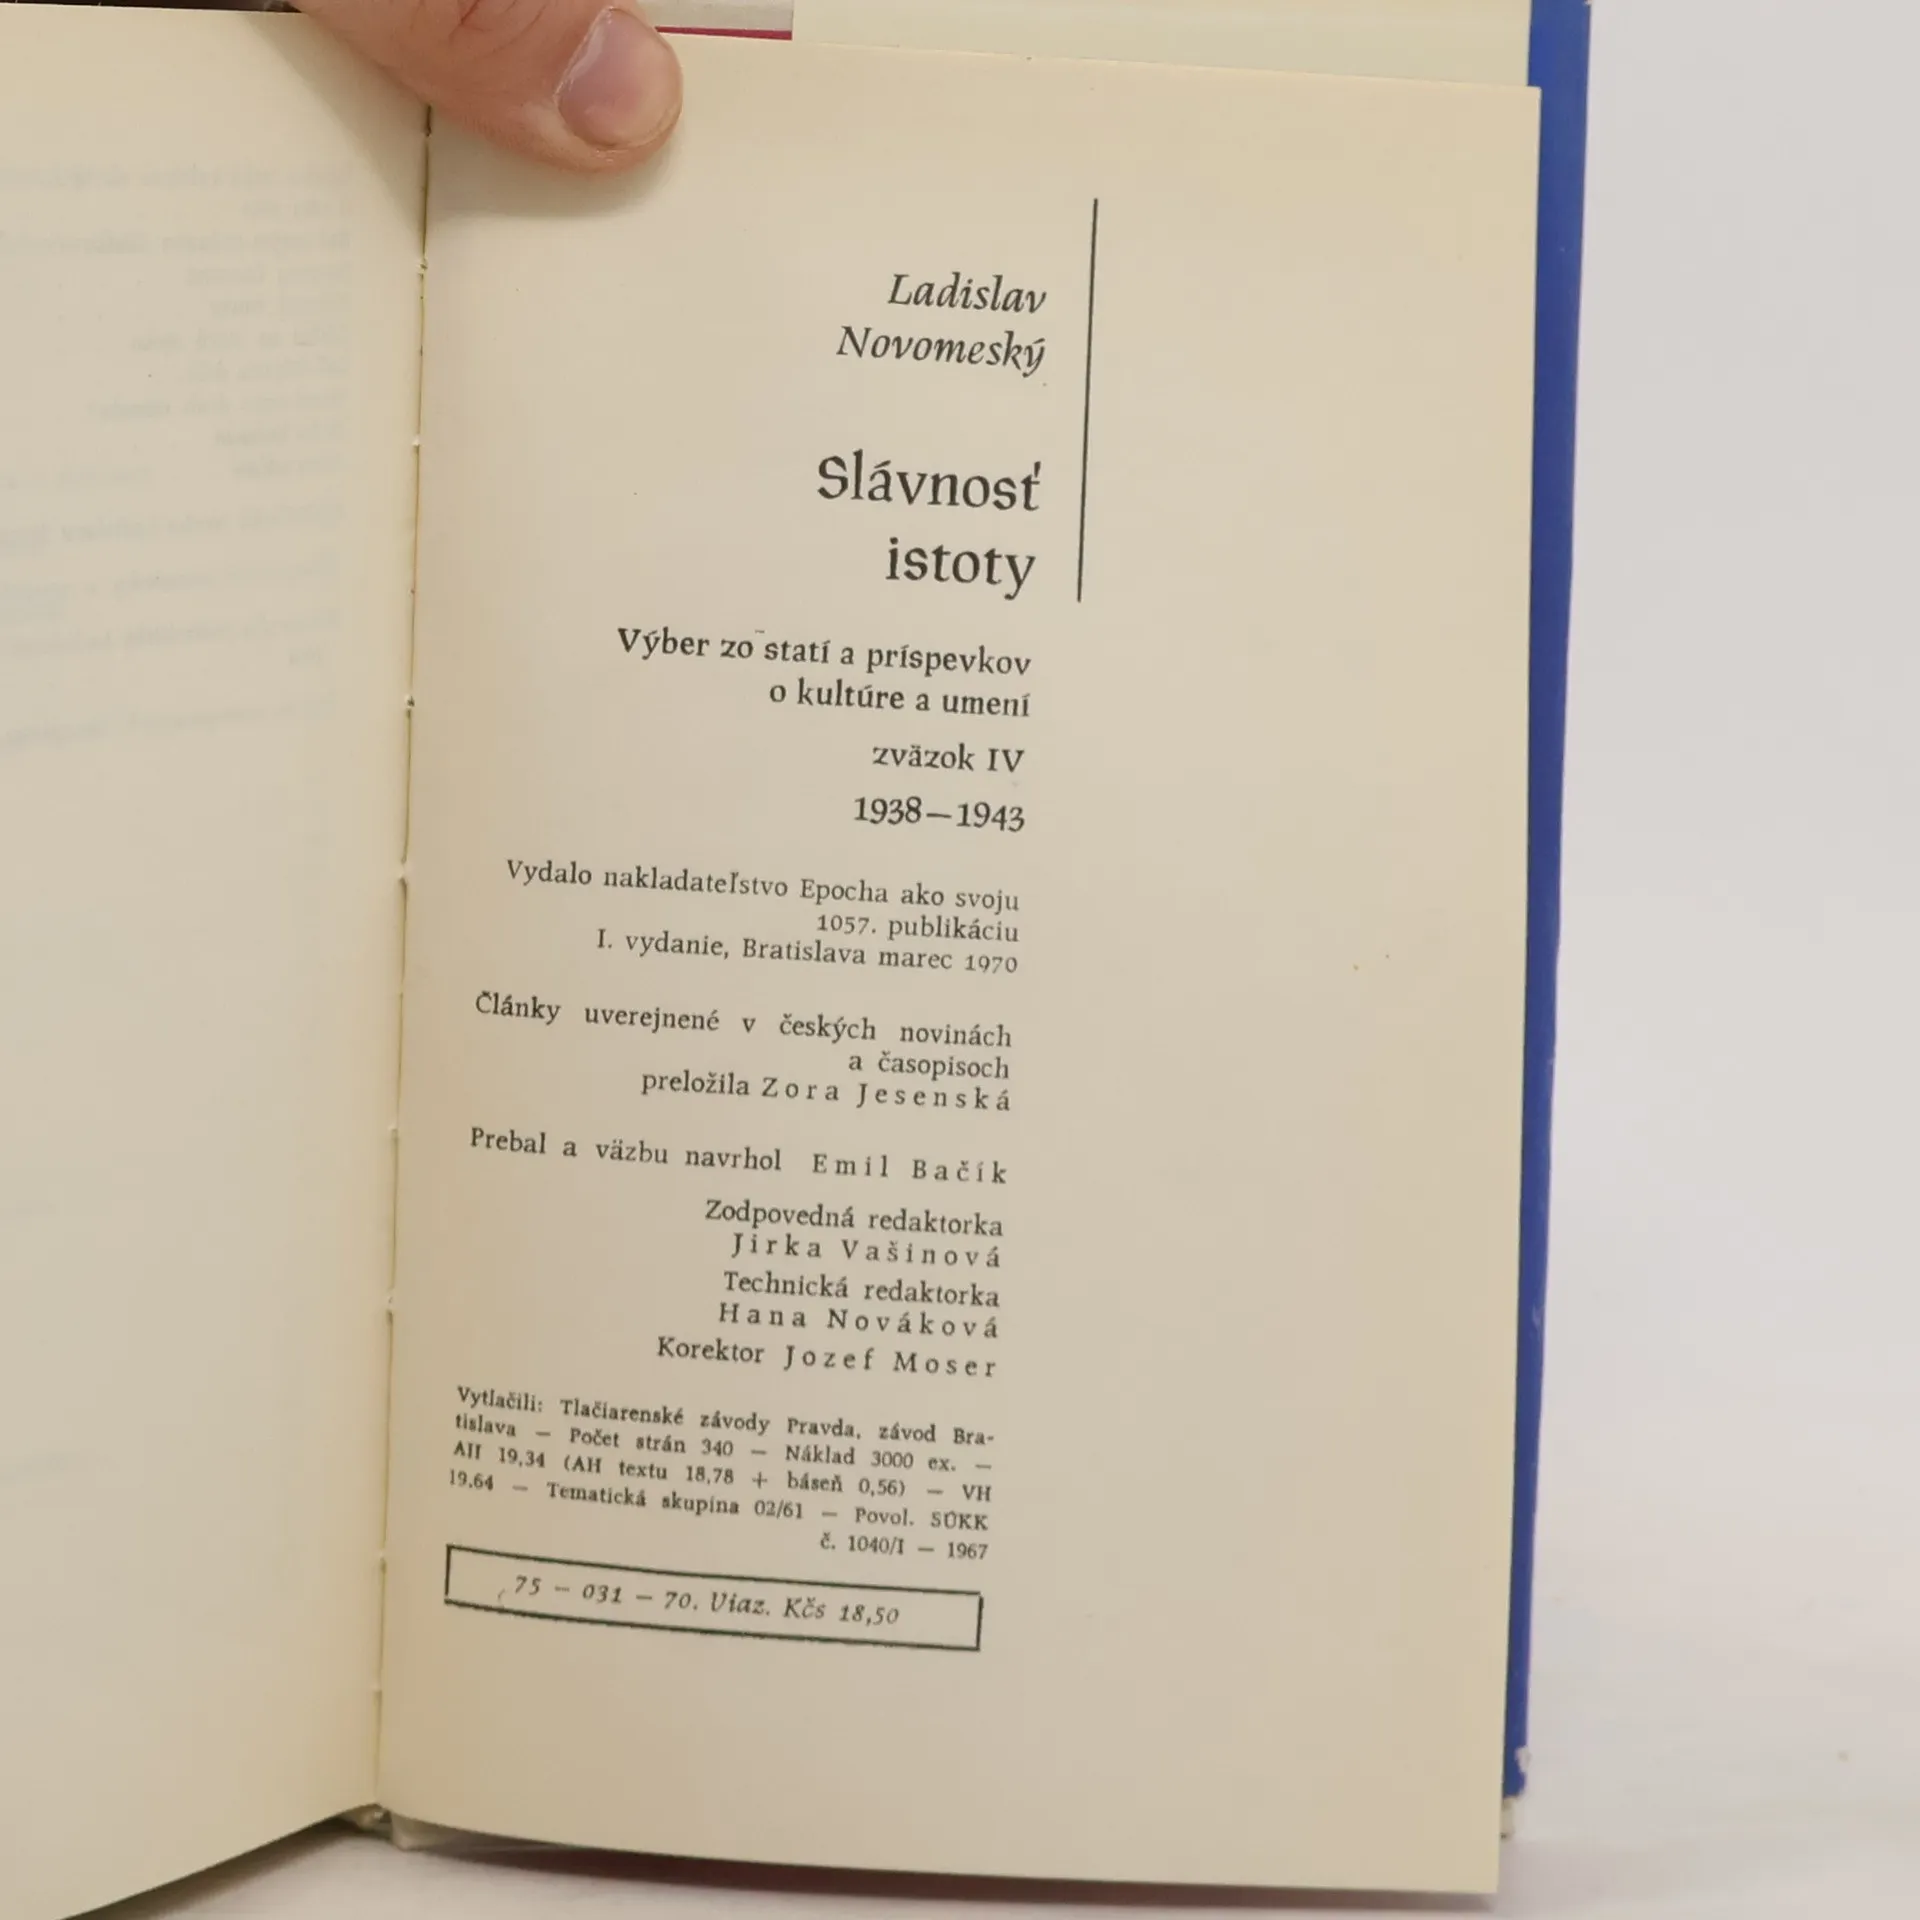 Ladislav
Novomeský
Slávnosť
istoty
Výber zo statí a príspevkov
o kultúre a umení
zväzok IV
1938—1943
Vydalo nakladateľstvo Epocha ako svoju
1057. publikáciu
I. vydanie, Bratislava marec 1970
Články uverejnené v českých novinách
a časopisoch
preložila Zora Jesenská
Prebal a väzbu navrhol Emil Bačík
Zodpovedná redaktorka
Jirka Vašinová
Technická redaktorka
Hana Nováková
Korektor Jozef Moser
Vytlačili: Tlačiarenské závody Pravda, závod Bra-
tislava — Počet strán 340 — Náklad 3000 ex. —
AH 19,34 (AH textu 18,78 + báseň 0,56) — VH
19,64 — Tematická skupina 02/61 — Povol. SÚKK
č. 1040/I — 1967
75 — 031 — 70. Viaz. Kčs 18,50